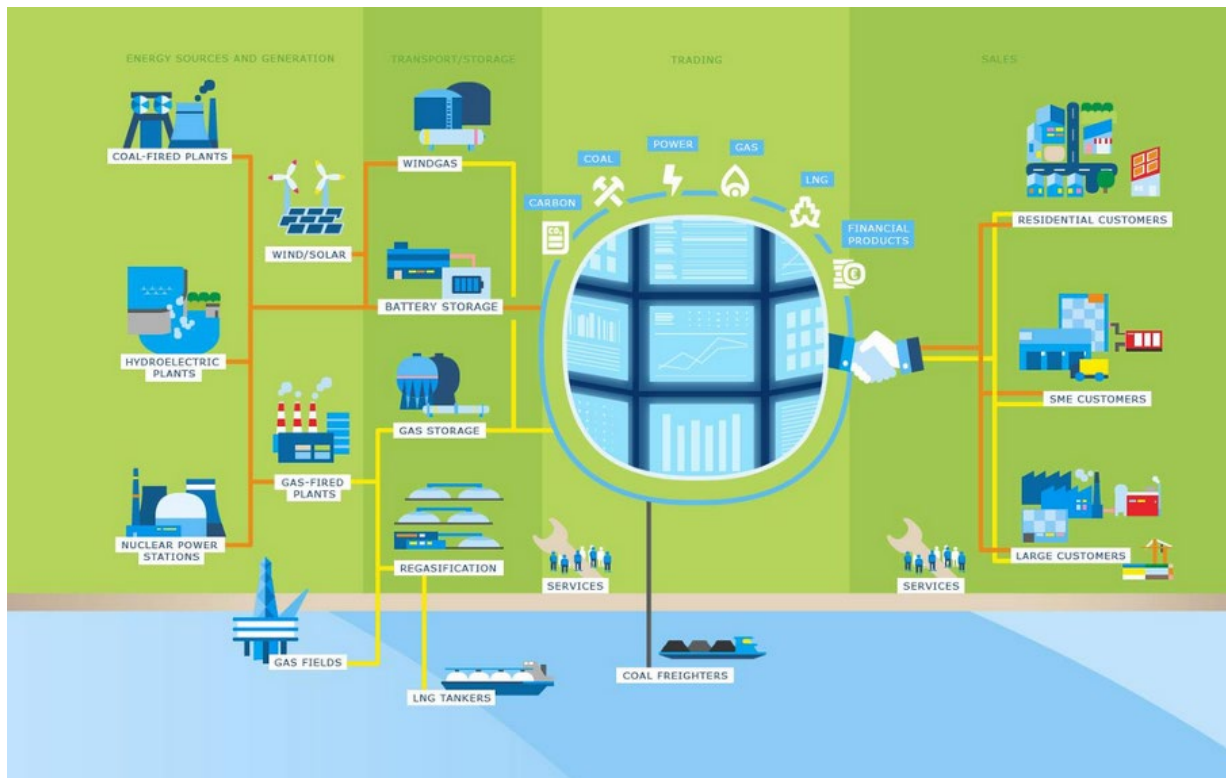 ENERGY SOURCES AND GENERATION
TRANSPORT/STORAGE
TRADING
SALES
COAL-FIRED PLANTS
WIND/SOLAR
HYDROELECTRIC
PLANTS
GAS-FIRED
PLANTS
NUCLEAR POWER
STATIONS
GAS FIELDS
WINDGAS
BATTERY STORAGE
GAS STORAGE
REGASIFICATION
LNG TANKERS
CARBON
CO₂
COAL
POWER
GAS
LNG
FINANCIAL
PRODUCTS
€
SERVICES
COAL FREIGHTERS
RESIDENTIAL CUSTOMERS
SME CUSTOMERS
LARGE CUSTOMERS
SERVICES